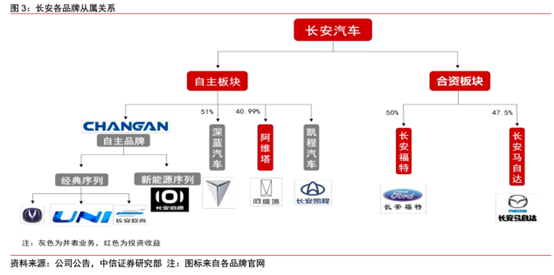 图 3：长安各品牌从属关系
长安汽车
自主板块
合资板块
51%
40.99%
50%
47.5%
CHANGAN
自主品牌
深蓝汽车
阿维塔
凯程汽车
长安福特
长安马自达
经典序列
新能源序列
UNI
长安启源
阿维塔
长安凯程
Ford
长安福特
mazda
长安马自达
注：灰色为并表业务，红色为投资收益
资料来源：公司公告，中信证券研究部 注：图标来自各品牌官网